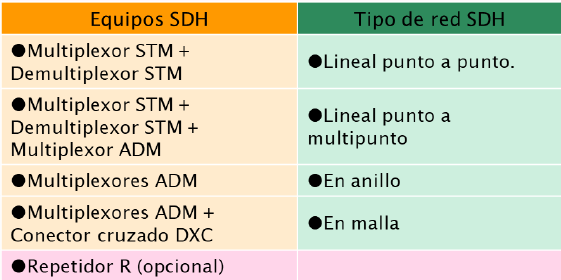 Equipos SDH
Tipo de red SDH
●Multiplexor STM +
Demultiplexor STM
●Lineal punto a punto.
●Multiplexor STM +
Demultiplexor STM +
Multiplexor ADM
●Lineal punto a
multipunto
●Multiplexores ADM
●En anillo
●Multiplexores ADM +
Conector cruzado DXC
●En malla
●Repetidor R (opcional)